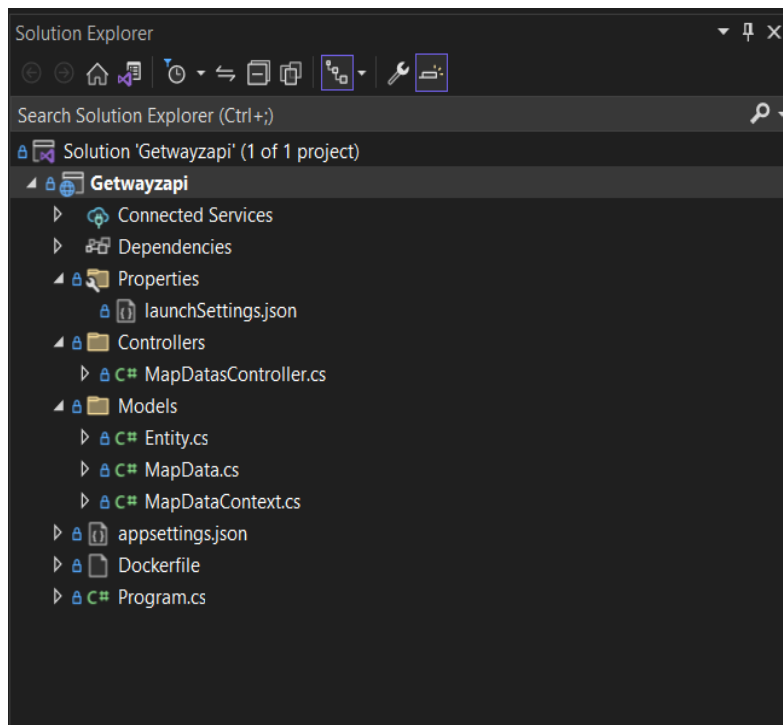 Solution Explorer
Search Solution Explorer (Ctrl+;)
Solution 'Getwayzapi' (1 of 1 project)
Getwayzapi
Connected Services
Dependencies
Properties
launchSettings.json
Controllers
C# MapDatasController.cs
Models
C# Entity.cs
C# MapData.cs
C# MapDataContext.cs
appsettings.json
Dockerfile
C# Program.cs